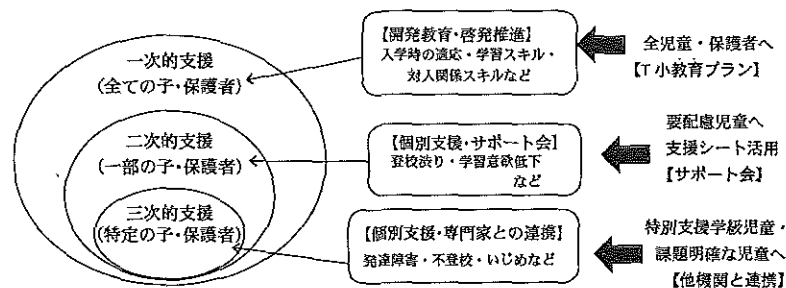 一次的支援
(全ての子・保護者)
【開発教育・啓発推進】
入学時の適応・学習スキル・
対人関係スキルなど
全児童・保護者へ
【T小教育プラン】
二次的支援
(一部の子・保護者)
【個別支援・サポート会】
登校渋り・学習意欲低下
など
要配慮児童へ
支援シート活用
【サポート会】
三次的支援
(特定の子・保護者)
【個別支援・専門家との連携】
発達障害・不登校・いじめなど
特別支援学級児童・
課題明確な児童へ
【他機関と連携】